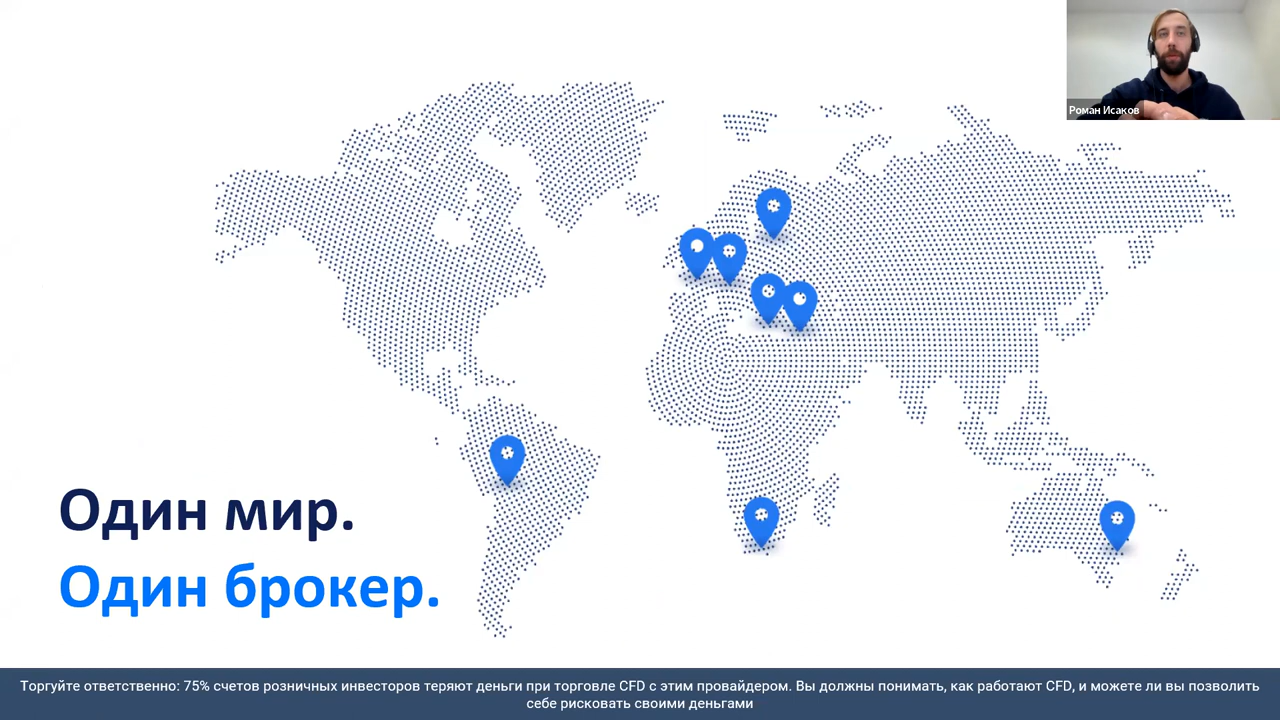 Роман Исаков
Один мир.
Один брокер.
Торгуйте ответственно: 75% счетов розничных инвесторов теряют деньги при торговле CFD с этим провайдером. Вы должны понимать, как работают CFD, и можете ли вы позволить
себе рисковать своими деньгами